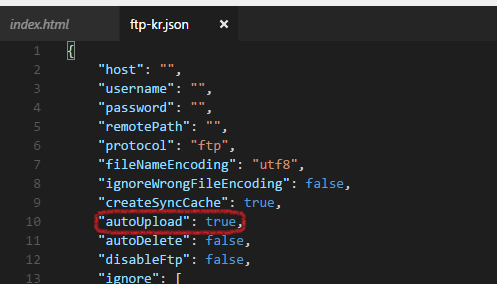 index.html
ftp-kr.json
1 {
2 "host": "",
3 "username": "",
4 "password": "",
5 "remotePath": "",
6 "protocol": "ftp",
7 "fileNameEncoding": "utf8",
8 "ignoreWrongFileEncoding": false,
9 "createSyncCache": true,
10 "autoUpload": true,
11 "autoDelete": false,
12 "disableFtp": false,
13 "ignore": [